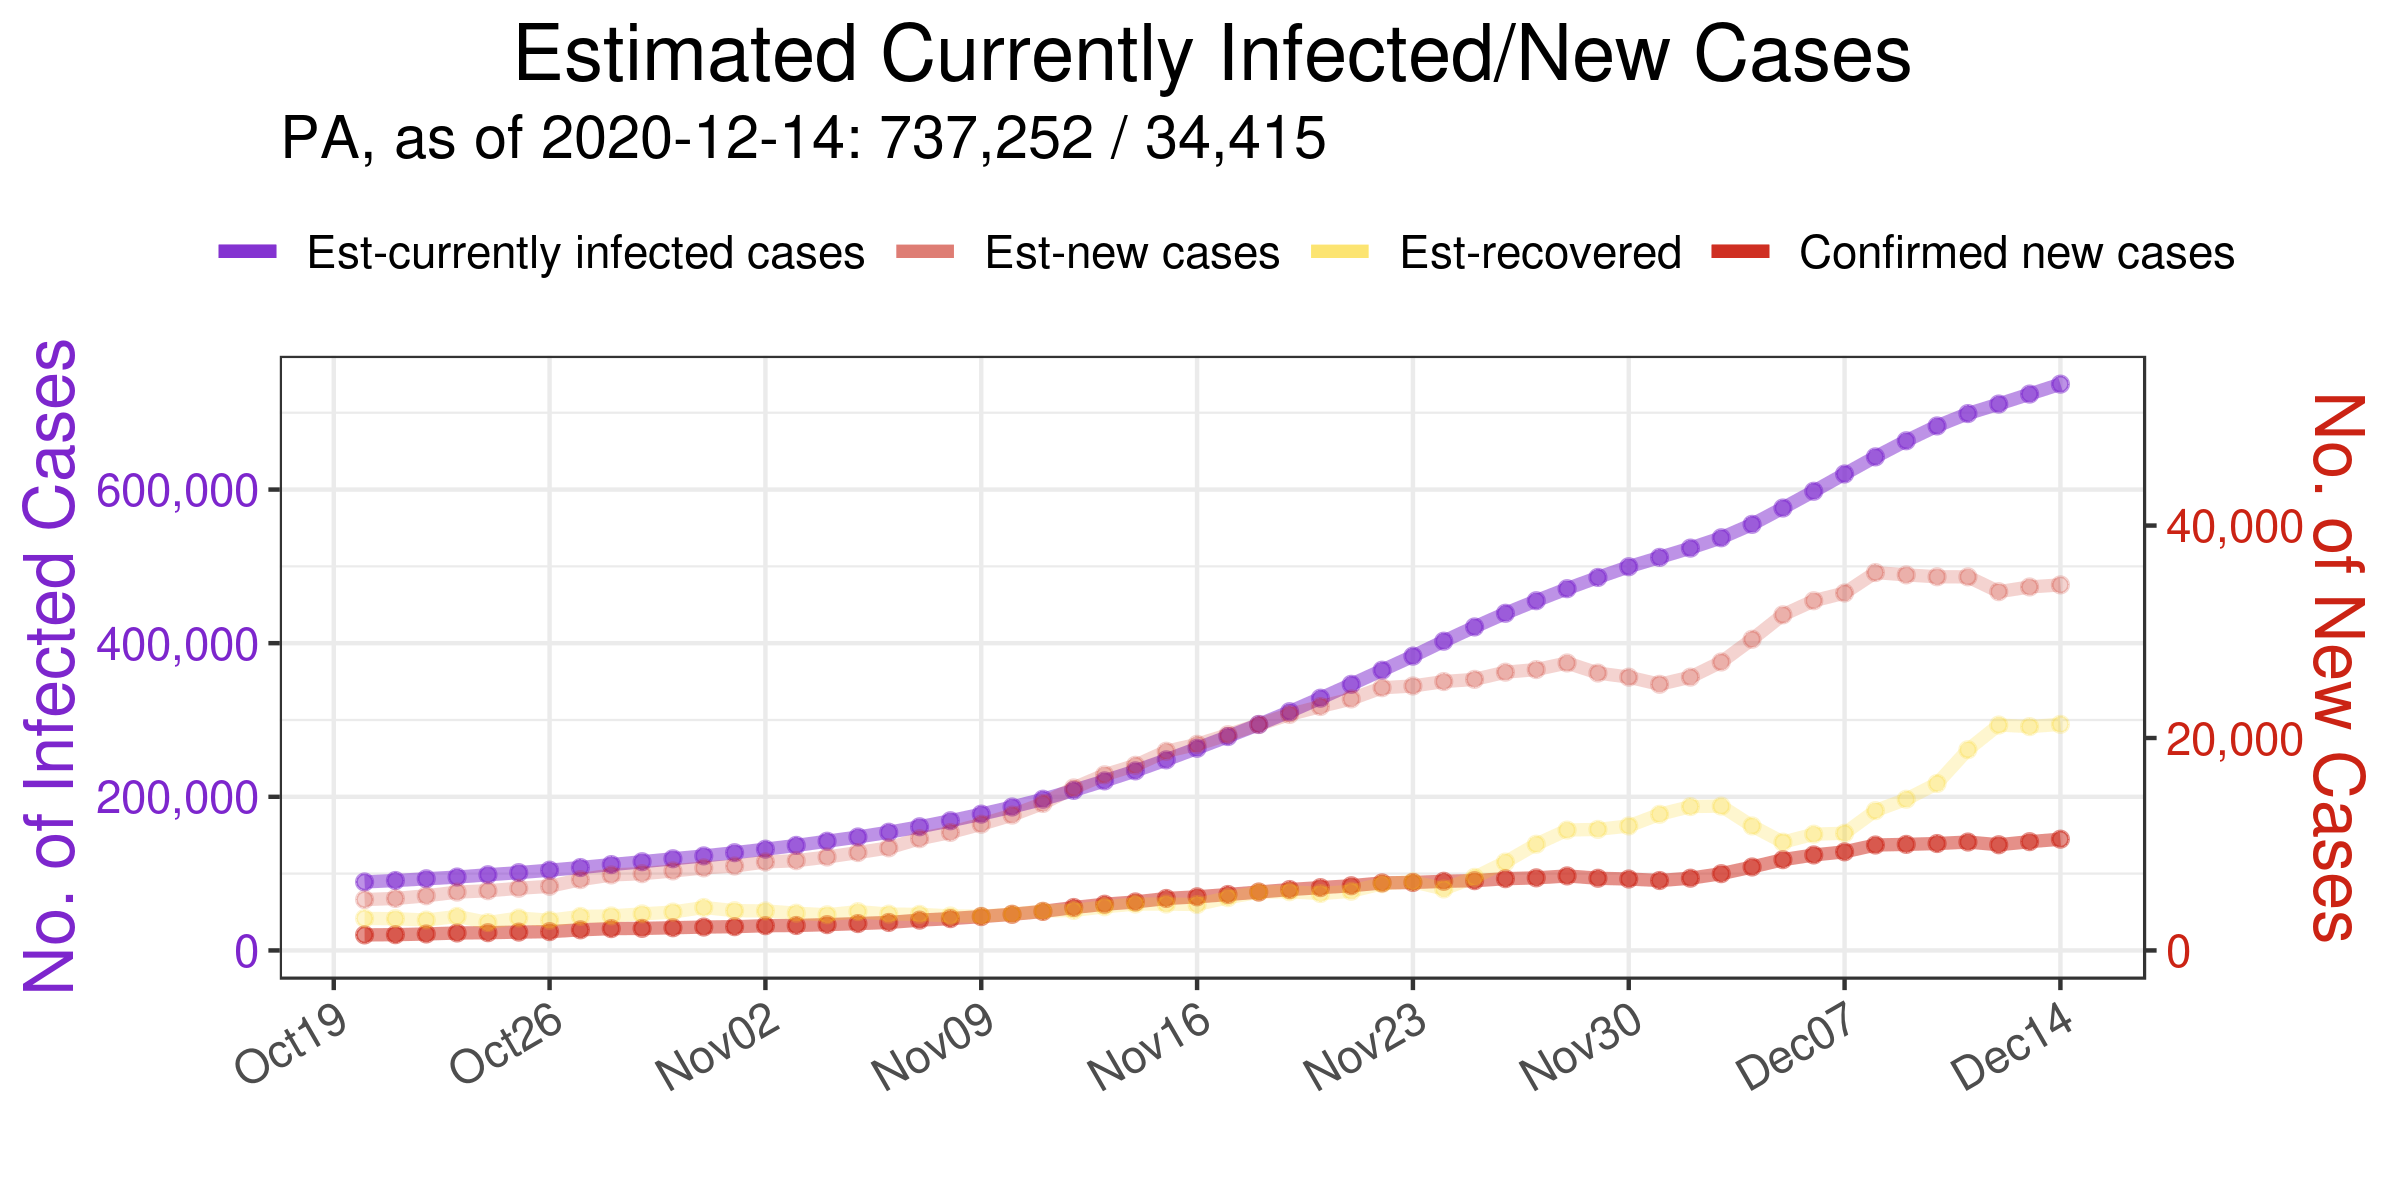 Estimated Currently Infected/New Cases
PA, as of 2020-12-14: 737,252 / 34,415
Est-currently infected cases Est-new cases Est-recovered Confirmed new cases
No. of Infected Cases
600,000
400,000
200,000
0
40,000
20,000
0
No. of New Cases
Oct19 Oct26 Nov02 Nov09 Nov16 Nov23 Nov30 Dec07 Dec14